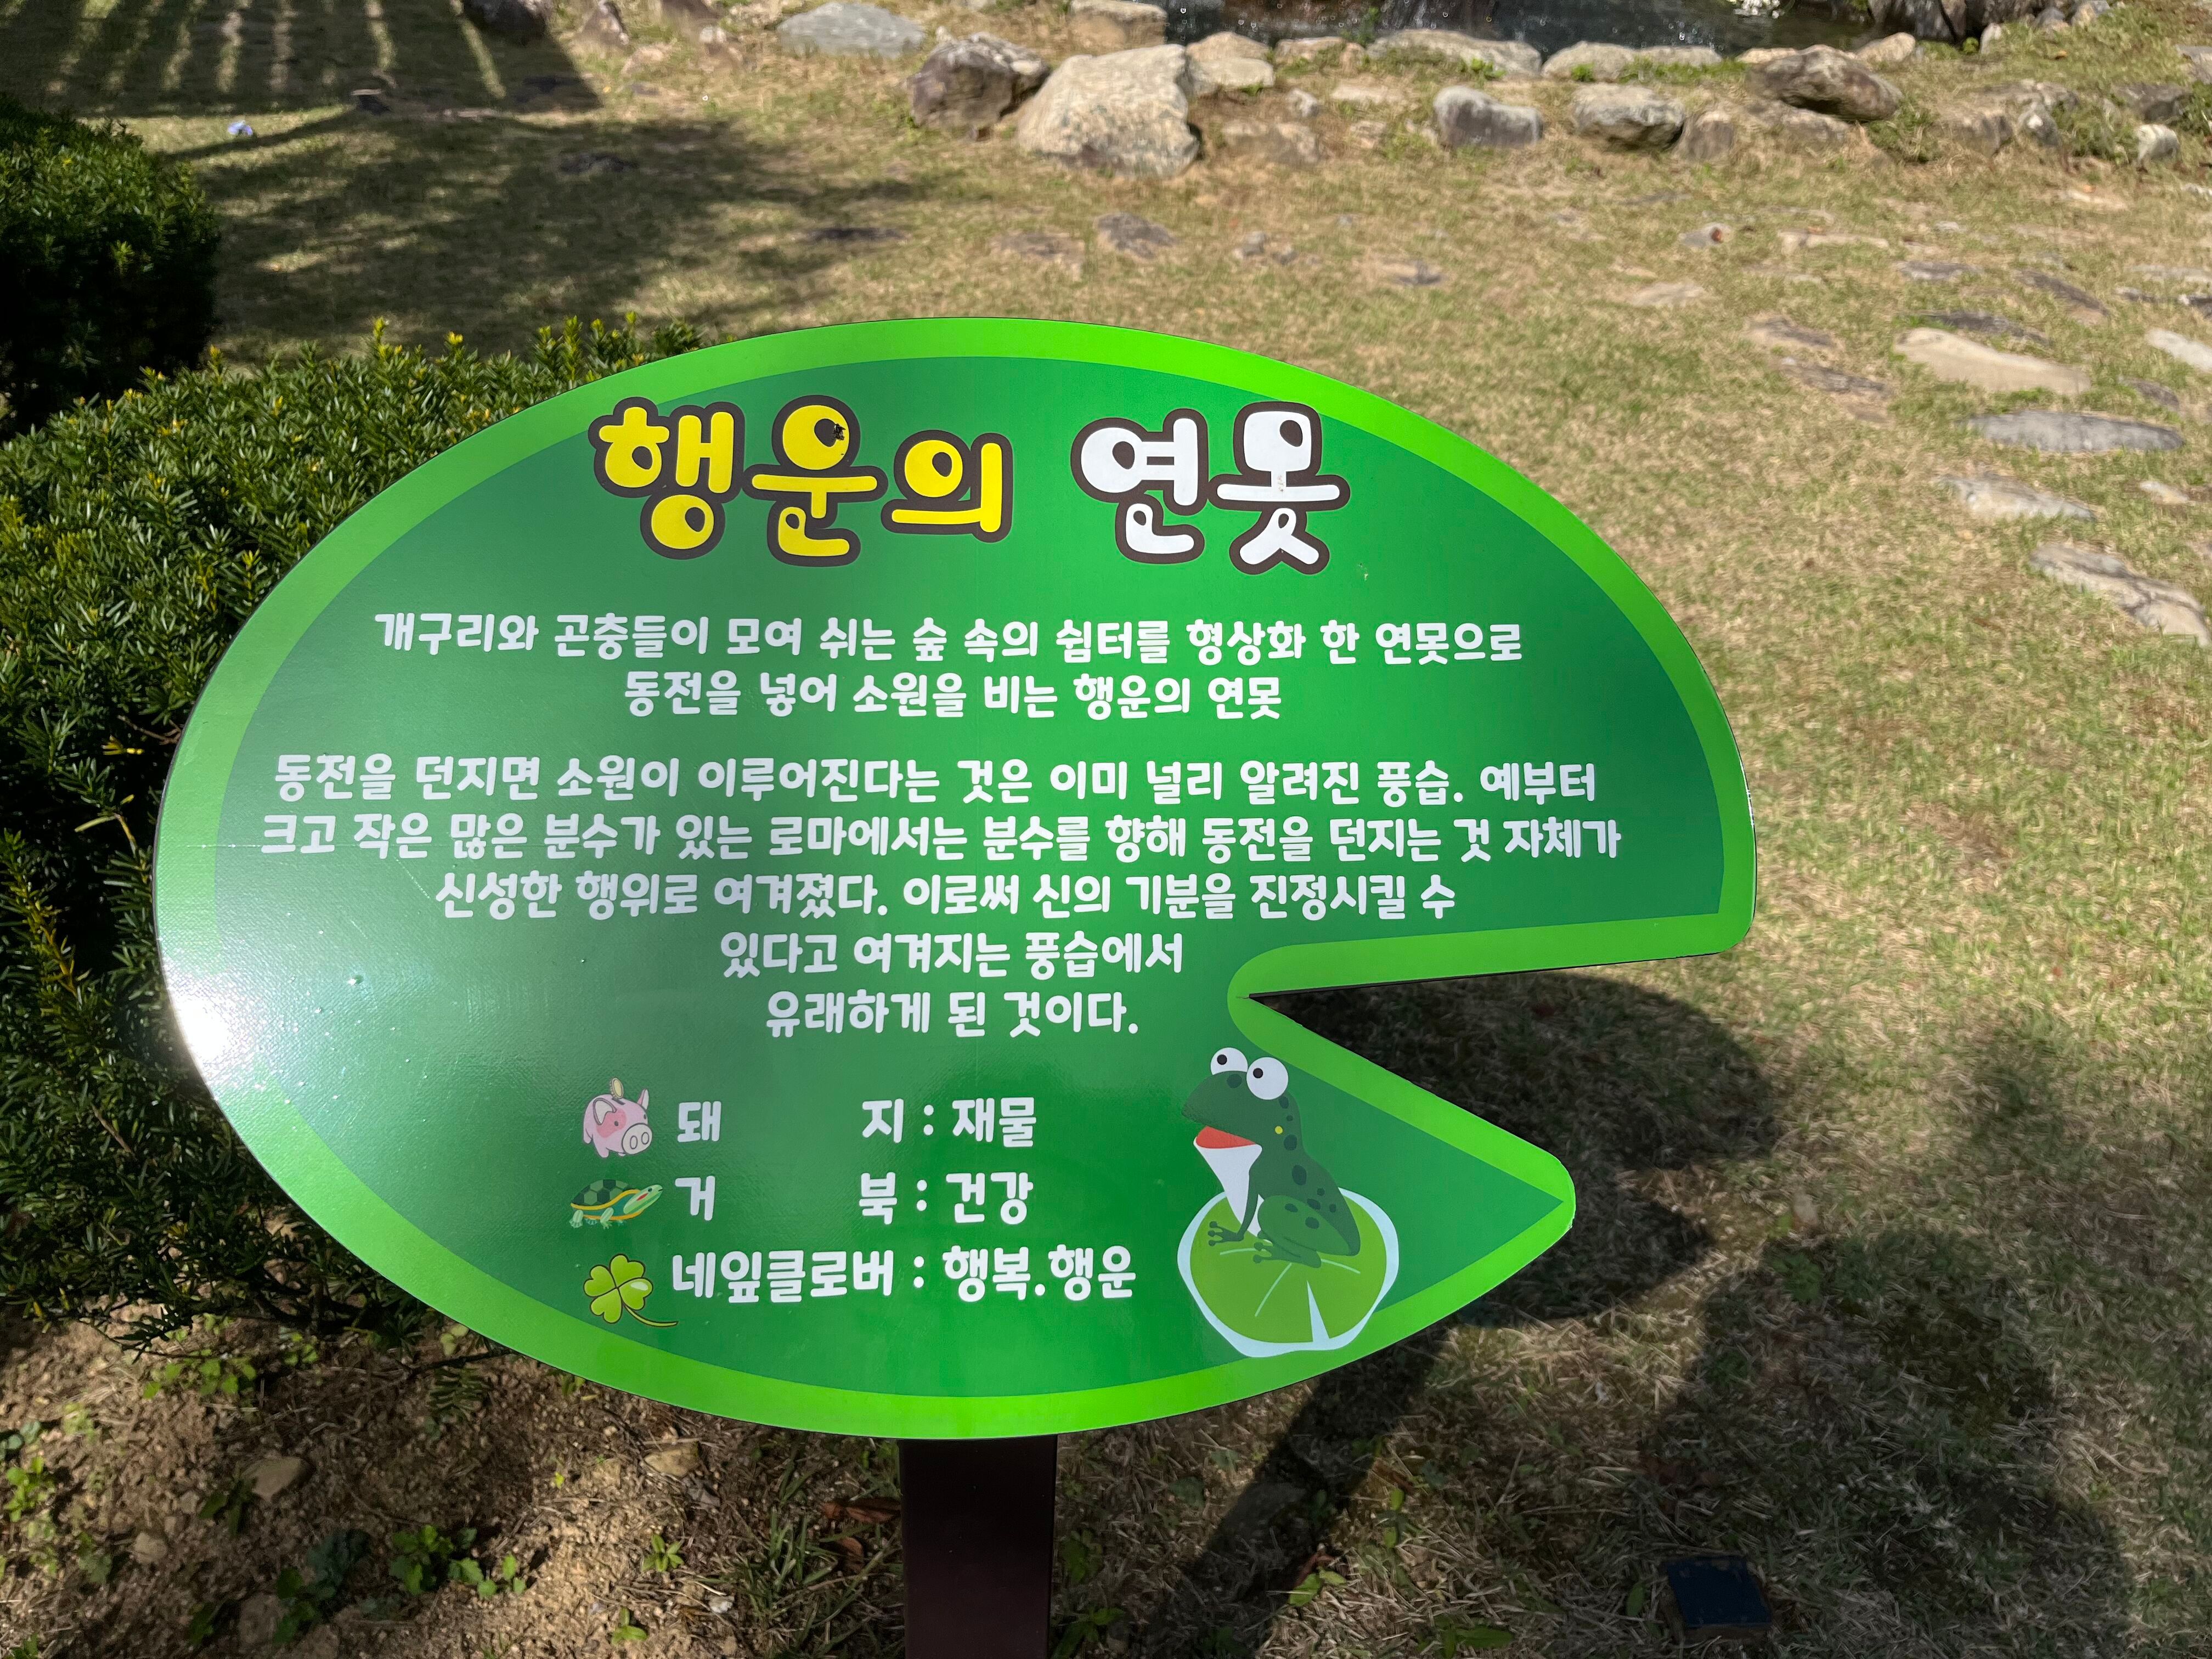 행운의 연못
개구리와 곤충들이 모여 쉬는 숲 속의 쉼터를 형상화 한 연못으로
동전을 넣어 소원을 비는 행운의 연못
동전을 던지면 소원이 이루어진다는 것은 이미 널리 알려진 풍습. 예부터
크고 작은 많은 분수가 있는 로마에서는 분수를 향해 동전을 던지는 것 자체가
신성한 행위로 여겨졌다. 이로써 신의 기분을 진정시킬 수
있다고 여겨지는 풍습에서
유래하게 된 것이다.
돼 지 : 재물
거 북 : 건강
네잎클로버 : 행복.행운